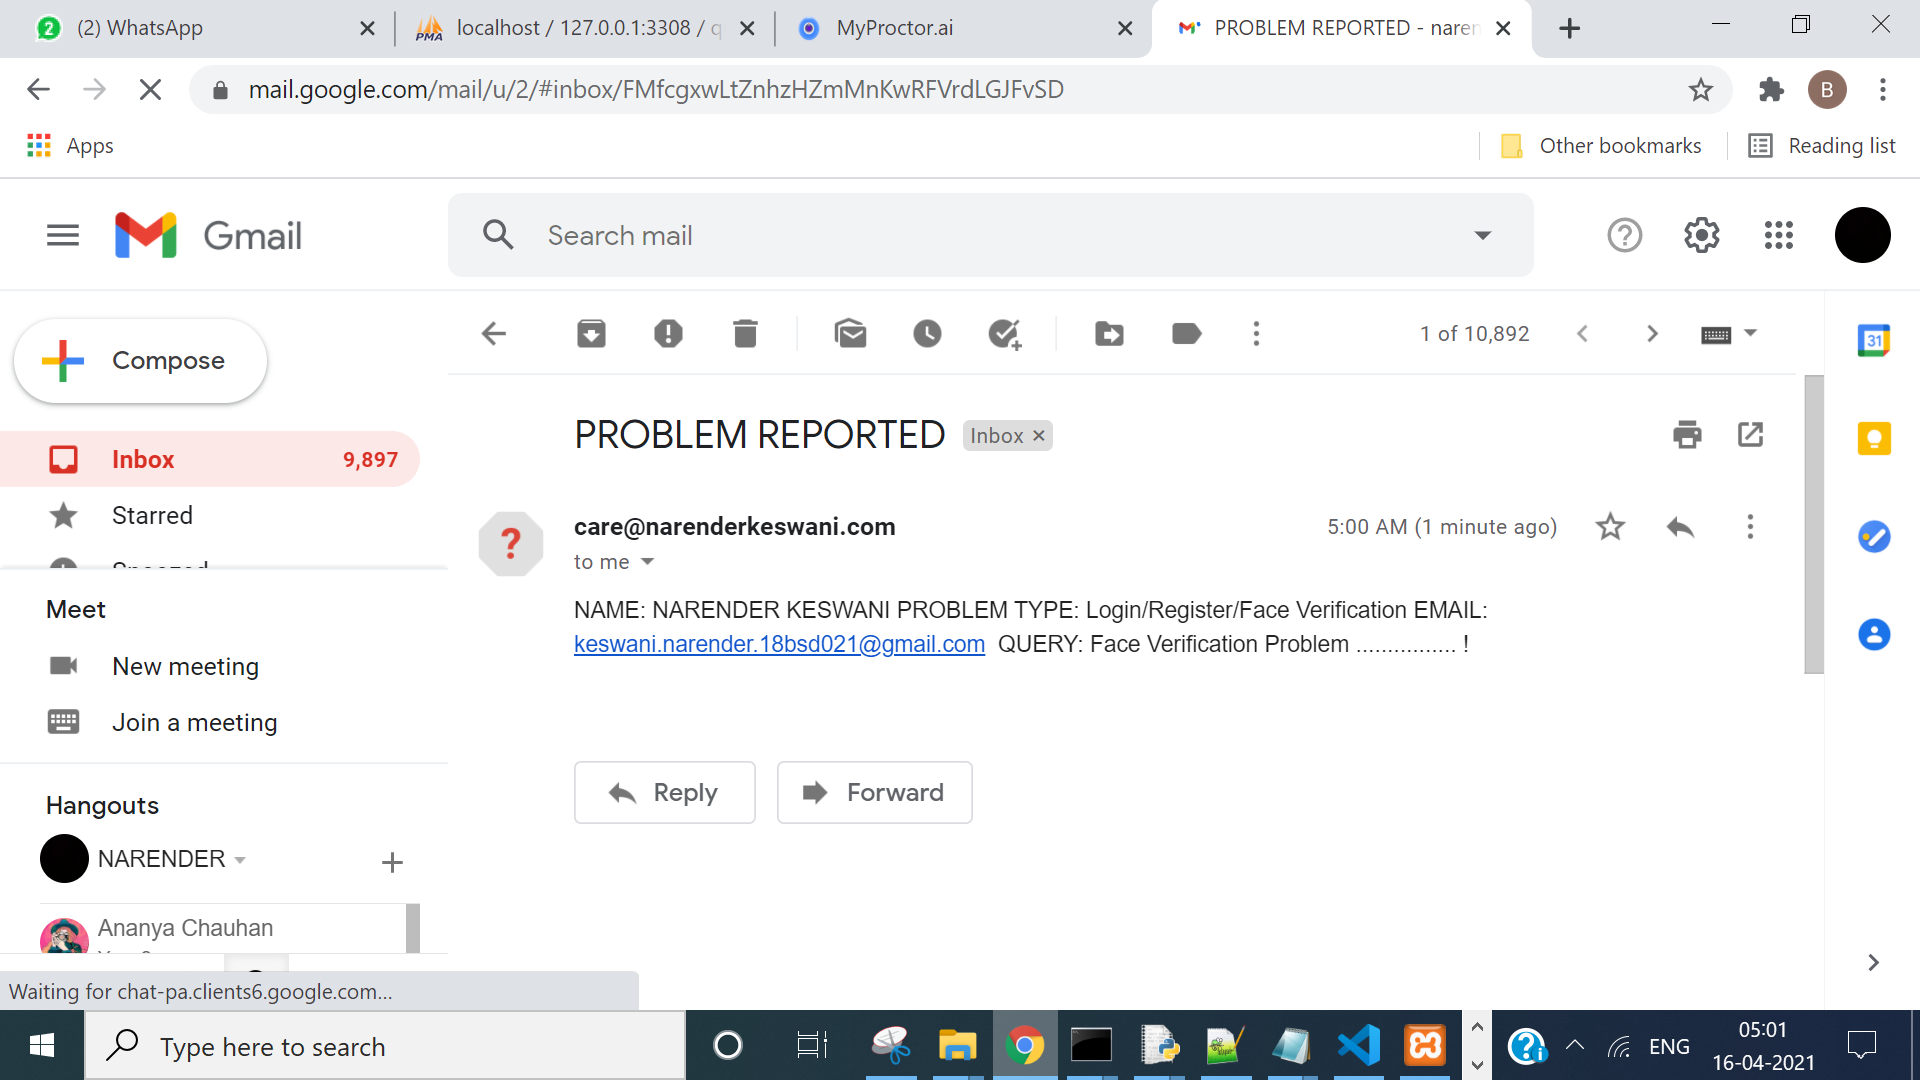 (2) WhatsApp
localhost / 127.0.0.1:3308 / q
MyProctor.ai
PROBLEM REPORTED - naren
mail.google.com/mail/u/2/#inbox/FMfcgxwLtZnhzHZmMnKwRFVrdLGJFvSD
B
Apps
Other bookmarks
Reading list
Gmail
Search mail
Compose
1 of 10,892
31
PROBLEM REPORTED
Inbox
Inbox 9,897
Starred
Snoozed
care@narenderkeswani.com
5:00 AM (1 minute ago)
to me
NAME: NARENDER KESWANI PROBLEM TYPE: Login/Register/Face Verification EMAIL:
keswani.narender.18bsd021@gmail.com QUERY: Face Verification Problem ................ !
Meet
New meeting
Join a meeting
Reply
Forward
Hangouts
NARENDER
Ananya Chauhan
Waiting for chat-pa.clients6.google.com...
Type here to search
ENG
05:01
16-04-2021